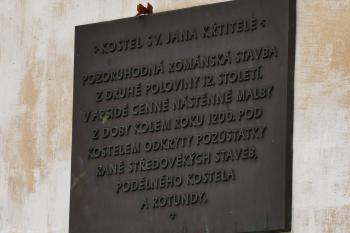 KOSTEL SV. JANA KŘTITELE
POZORUHODNÁ ROMÁNSKÁ STAVBA
Z DRUHÉ POLOVINY 12. STOLETÍ.
V APSIDĚ CENNÉ NÁSTĚNNÉ MALBY
Z DOBY KOLEM ROKU 1200. POD
KOSTELEM ODKRYTY POZŮSTATKY
RANĚ STŘEDOVĚKÝCH STAVEB,
PODÉLNÉHO KOSTELA
A ROTUNDY.